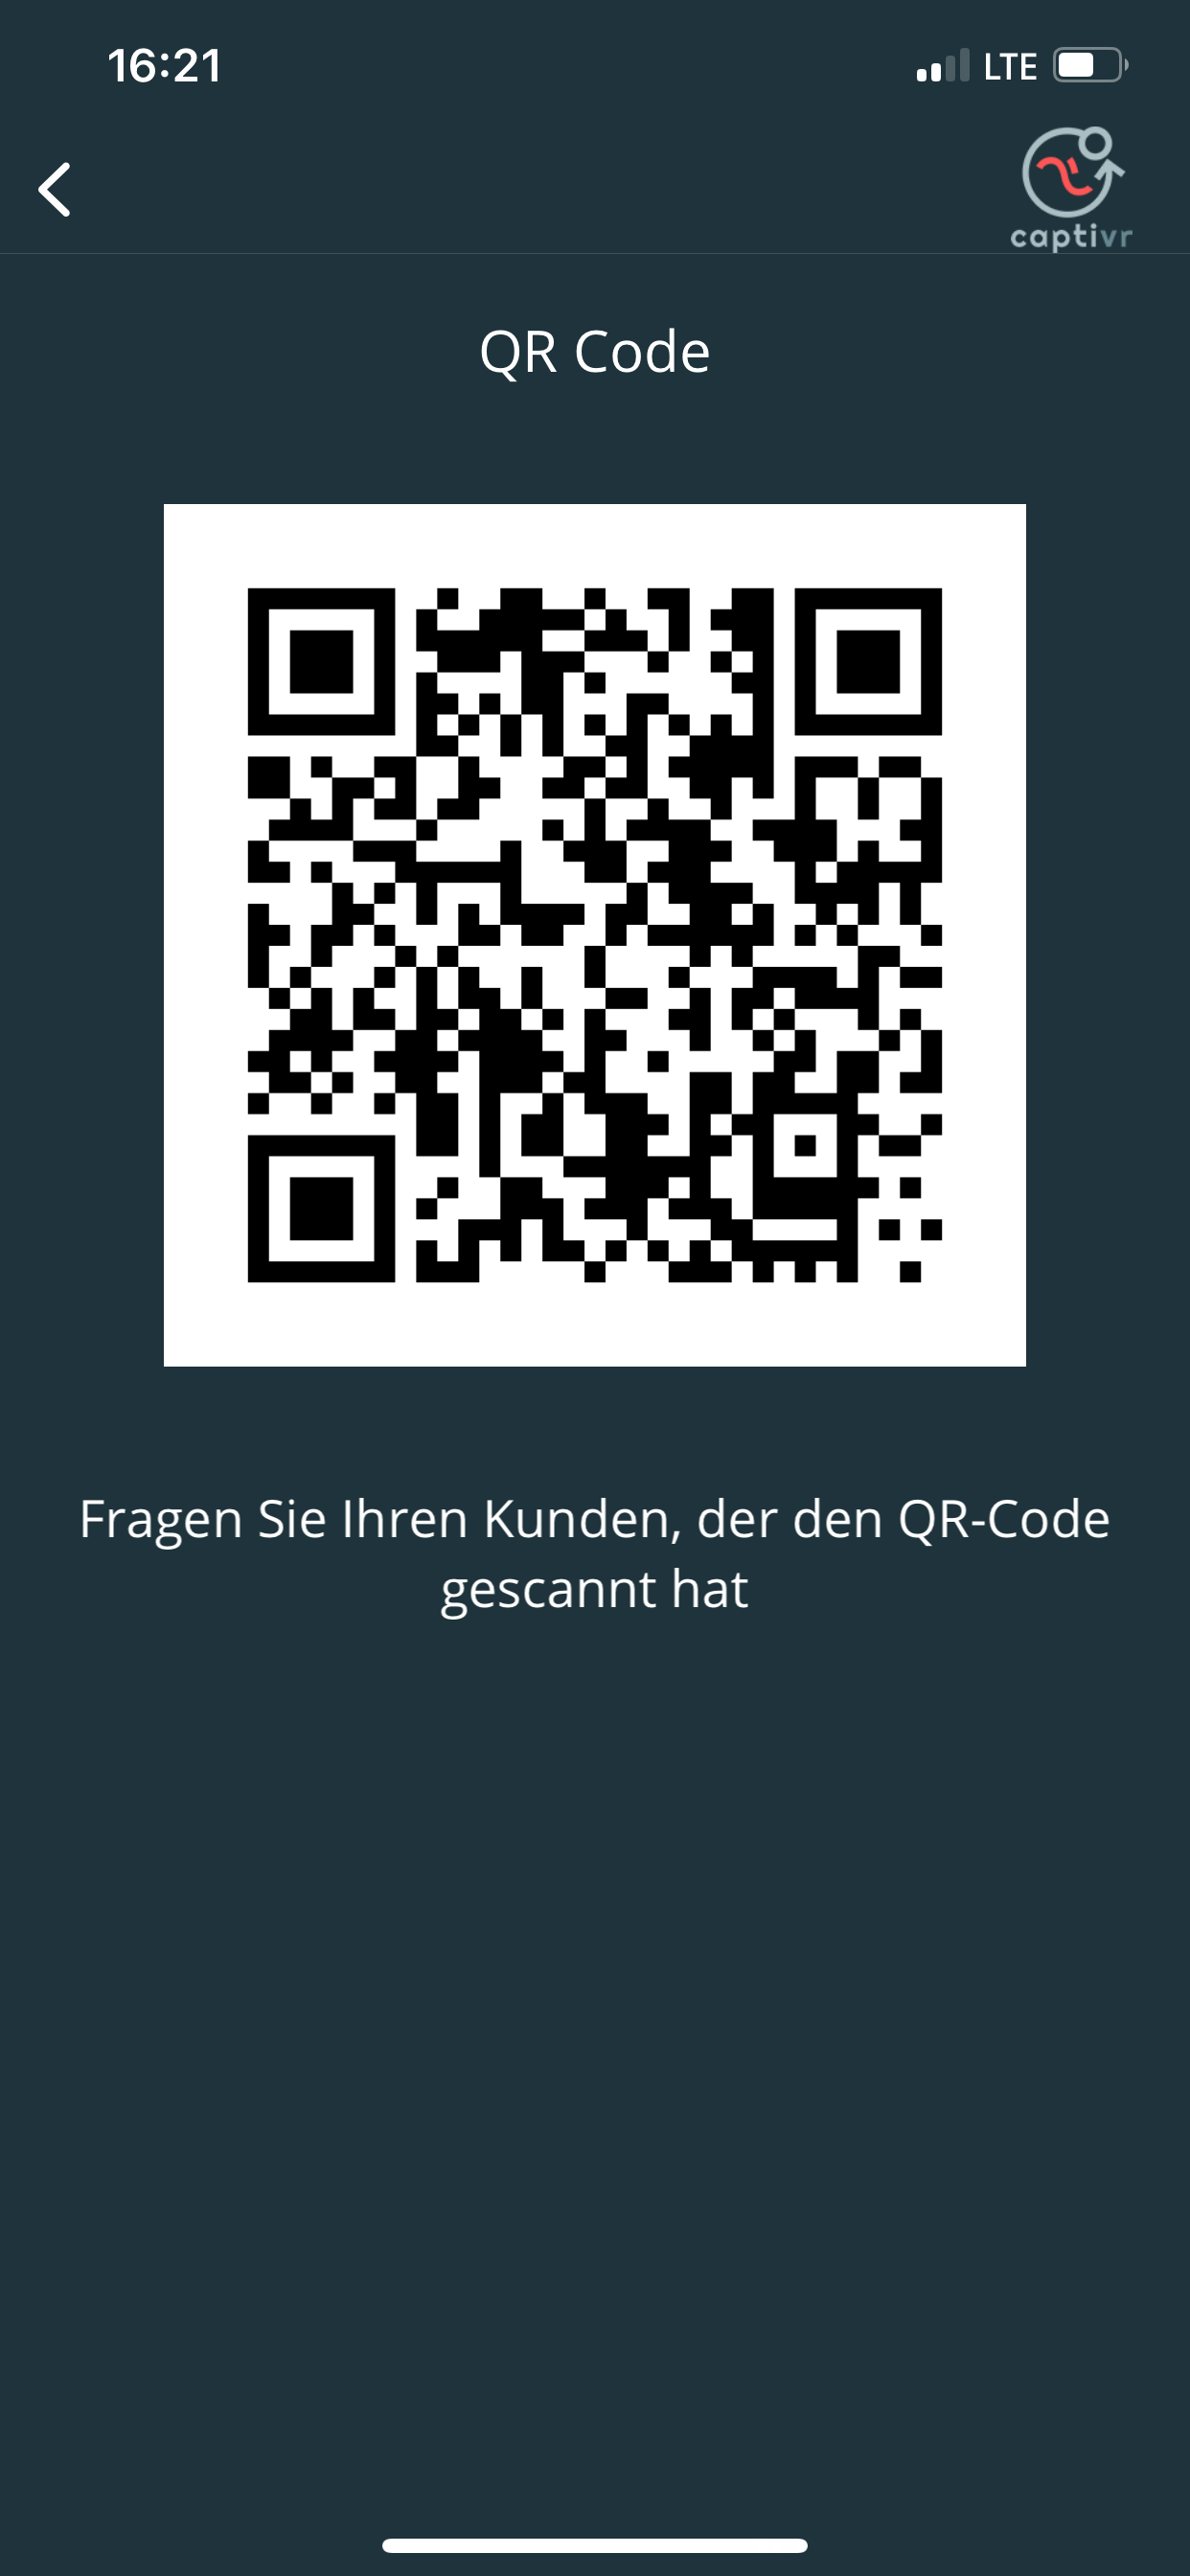 16:21
LTE
captivr
QR Code
Fragen Sie Ihren Kunden, der den QR-Code
gescannt hat